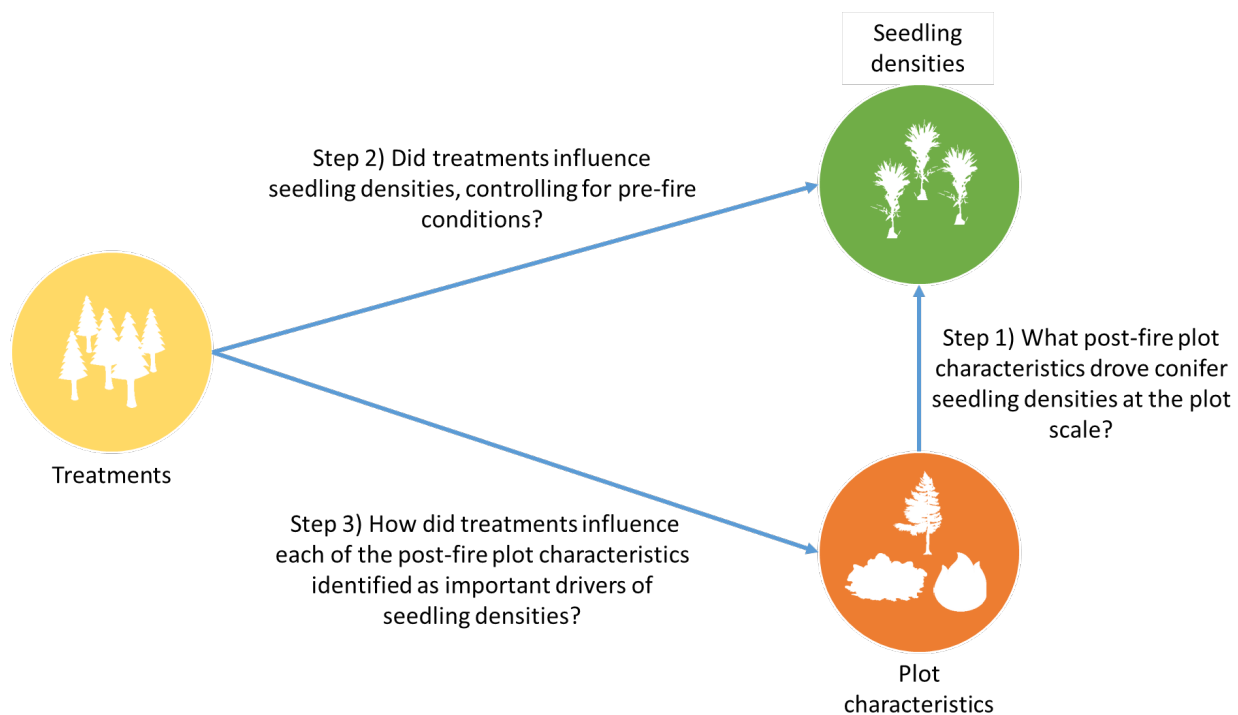 Seedling
densities
Step 2) Did treatments influence
seedling densities, controlling for pre-fire
conditions?
Step 1) What post-fire plot
characteristics drove conifer
seedling densities at the plot
scale?
Treatments
Step 3) How did treatments influence
each of the post-fire plot characteristics
identified as important drivers of
seedling densities?
Plot
characteristics